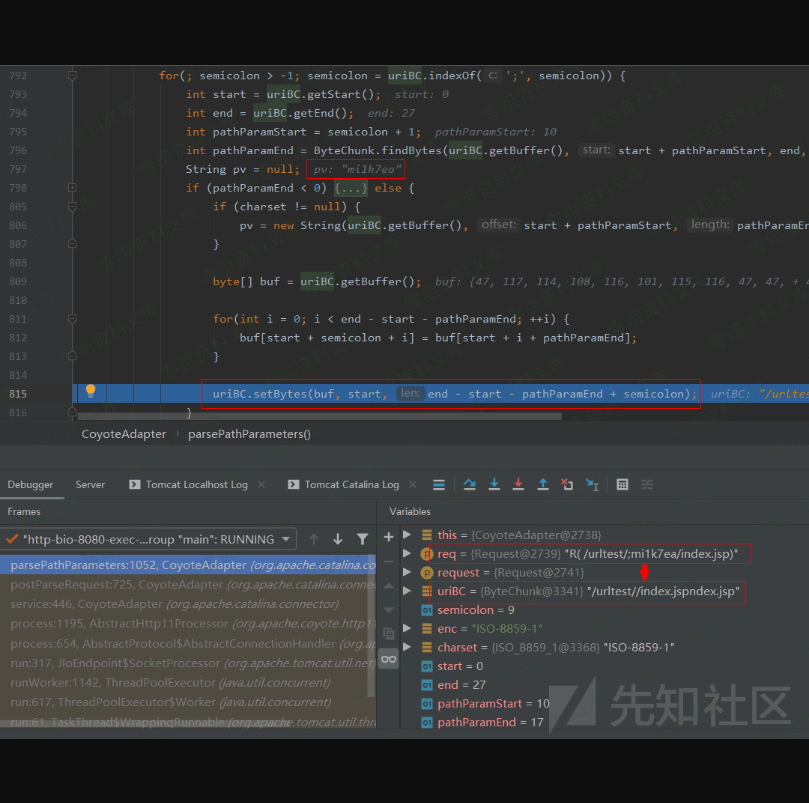 792 for(; semicolon > -1; semicolon = uriBC.indexOf( c: ';', semicolon)) {
793 int start = uriBC.getStart(); start: 0
794 int end = uriBC.getEnd(); end: 27
795 int pathParamStart = semicolon + 1; pathParamStart: 10
796 int pathParamEnd = ByteChunk.findBytes(uriBC.getBuffer(), start: start + pathParamStart, end,
797 String pv = null; pv: "mi1k7ea"
798 if (pathParamEnd < 0) {...} else {
805 if (charset != null) {
806 pv = new String(uriBC.getBuffer(), offset: start + pathParamStart, length: pathParamEn
807 }
808
809 byte[] buf = uriBC.getBuffer(); buf: {47, 117, 114, 108, 116, 101, 115, 116, 47, 47, + 4
810
811 for(int i = 0; i < end - start - pathParamEnd; ++i) {
812 buf[start + semicolon + i] = buf[start + i + pathParamEnd];
813 }
814
815 uriBC.setBytes(buf, start, len: end - start - pathParamEnd + semicolon); uriBC: "/urltes
816 }
CoyoteAdapter › parsePathParameters()
Debugger Server Tomcat Localhost Log × Tomcat Catalina Log ×
Frames
"http-bio-8080-exec-...roup "main": RUNNING
parsePathParameters:1052, CoyoteAdapter (org.apache.catalina.co
postParseRequest:725, CoyoteAdapter (org.apache.catalina.conne
service:446, CoyoteAdapter (org.apache.catalina.connector)
process:1195, AbstractHttp11Processor (org.apache.coyote.http1
process:654, AbstractProtocol$AbstractConnectionHandler (org.ap
run:317, JIoEndpoint$SocketProcessor (org.apache.tomcat.util.net)
runWorker:1142, ThreadPoolExecutor (java.util.concurrent)
run:617, ThreadPoolExecutor$Worker (java.util.concurrent)
run:61, TaskThread$WrappingRunnable (org.apache.tomcat.util.thr
Variables
this = {CoyoteAdapter@2738}
req = {Request@2739} "R( /urltest/;mi1k7ea/index.jsp)"
request = {Request@2741}
uriBC = {ByteChunk@3341} "/urltest//index.jspndex.jsp"
semicolon = 9
enc = "ISO-8859-1"
charset = {ISO_8859_1@3368} "ISO-8859-1"
start = 0
end = 27
pathParamStart = 10
pathParamEnd = 17
先知社区